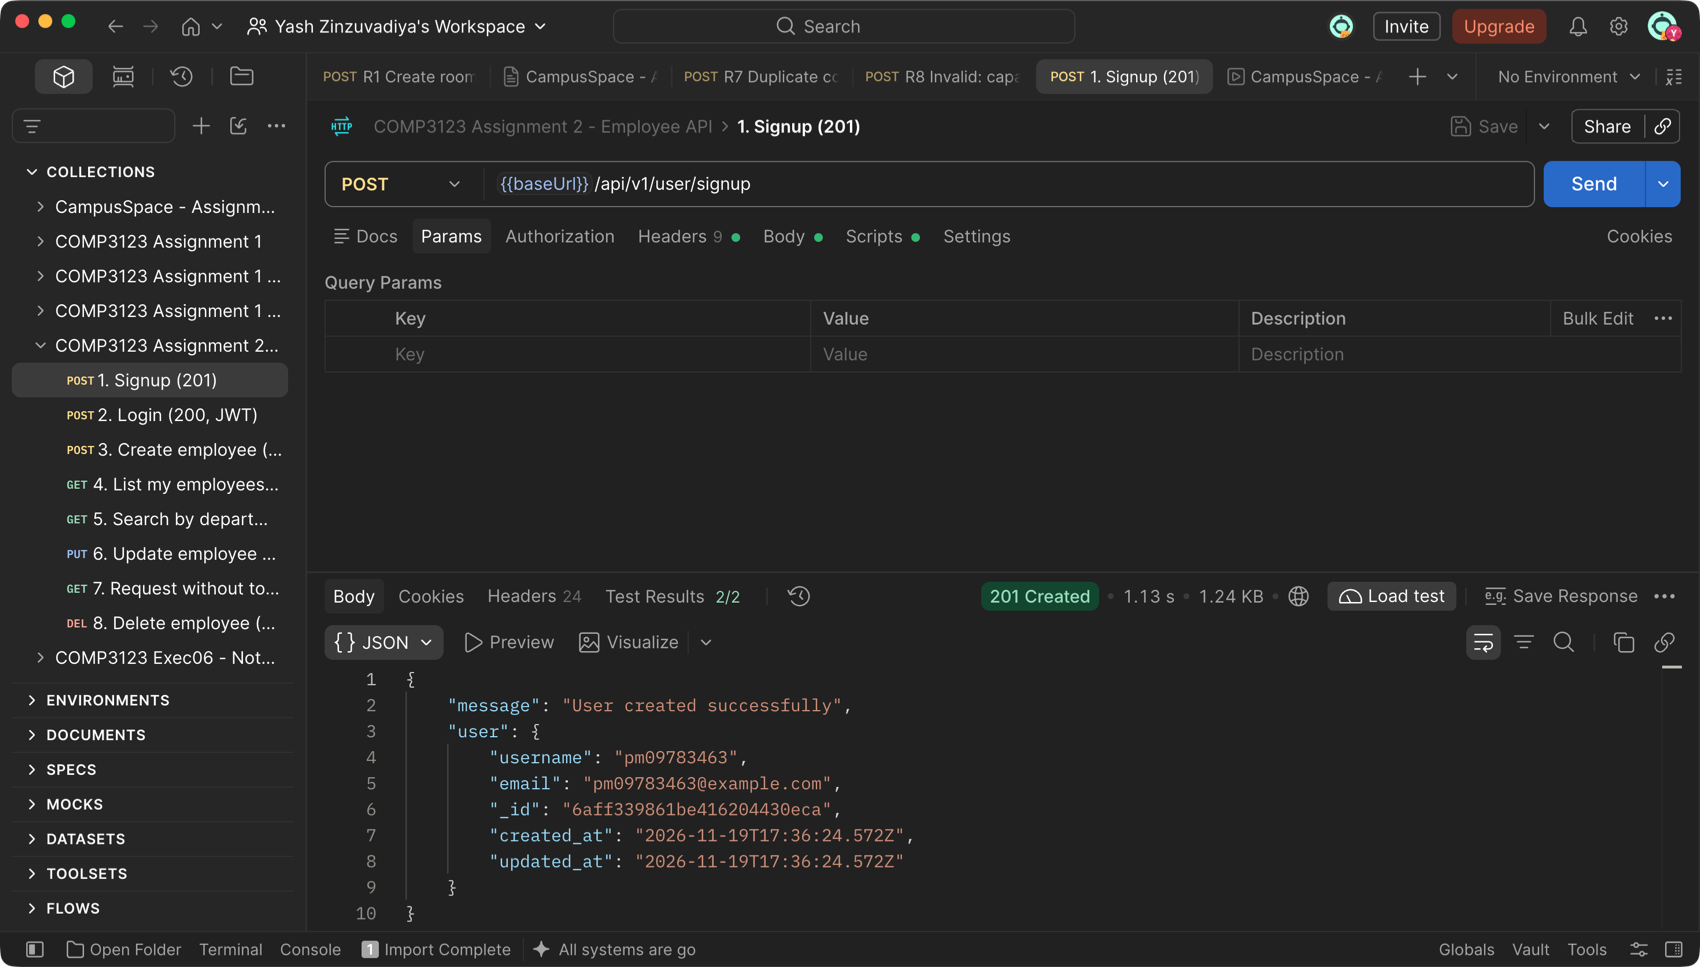 Yash Zinzuvadiya's Workspace
Search
Invite
Upgrade
Y
POST R1 Create room
CampusSpace - A
POST R7 Duplicate co
POST R8 Invalid: capa
POST 1. Signup (201)
CampusSpace - A
No Environment
HTTP
COMP3123 Assignment 2 - Employee API > 1. Signup (201)
Save
Share
COLLECTIONS
CampusSpace - Assignm...
COMP3123 Assignment 1
COMP3123 Assignment 1 ...
COMP3123 Assignment 1 ...
COMP3123 Assignment 2...
POST 1. Signup (201)
POST 2. Login (200, JWT)
POST 3. Create employee (...
GET 4. List my employees...
GET 5. Search by depart...
PUT 6. Update employee ...
GET 7. Request without to...
DEL 8. Delete employee (...
COMP3123 Exec06 - Not...
ENVIRONMENTS
DOCUMENTS
SPECS
MOCKS
DATASETS
TOOLSETS
FLOWS
POST
{{baseUrl}} /api/v1/user/signup
Send
Docs
Params
Authorization
Headers 9
Body
Scripts
Settings
Cookies
Query Params
Key
Value
Description
Bulk Edit
Key
Value
Description
Body
Cookies
Headers 24
Test Results 2/2
201 Created
1.13 s
1.24 KB
Load test
e.g. Save Response
{ } JSON
Preview
Visualize
1 {
2 "message": "User created successfully",
3 "user": {
4 "username": "pm09783463",
5 "email": "pm09783463@example.com",
6 "_id": "6aff339861be416204430eca",
7 "created_at": "2026-11-19T17:36:24.572Z",
8 "updated_at": "2026-11-19T17:36:24.572Z"
9 }
10 }
Open Folder
Terminal
Console
1 Import Complete
All systems are go
Globals
Vault
Tools